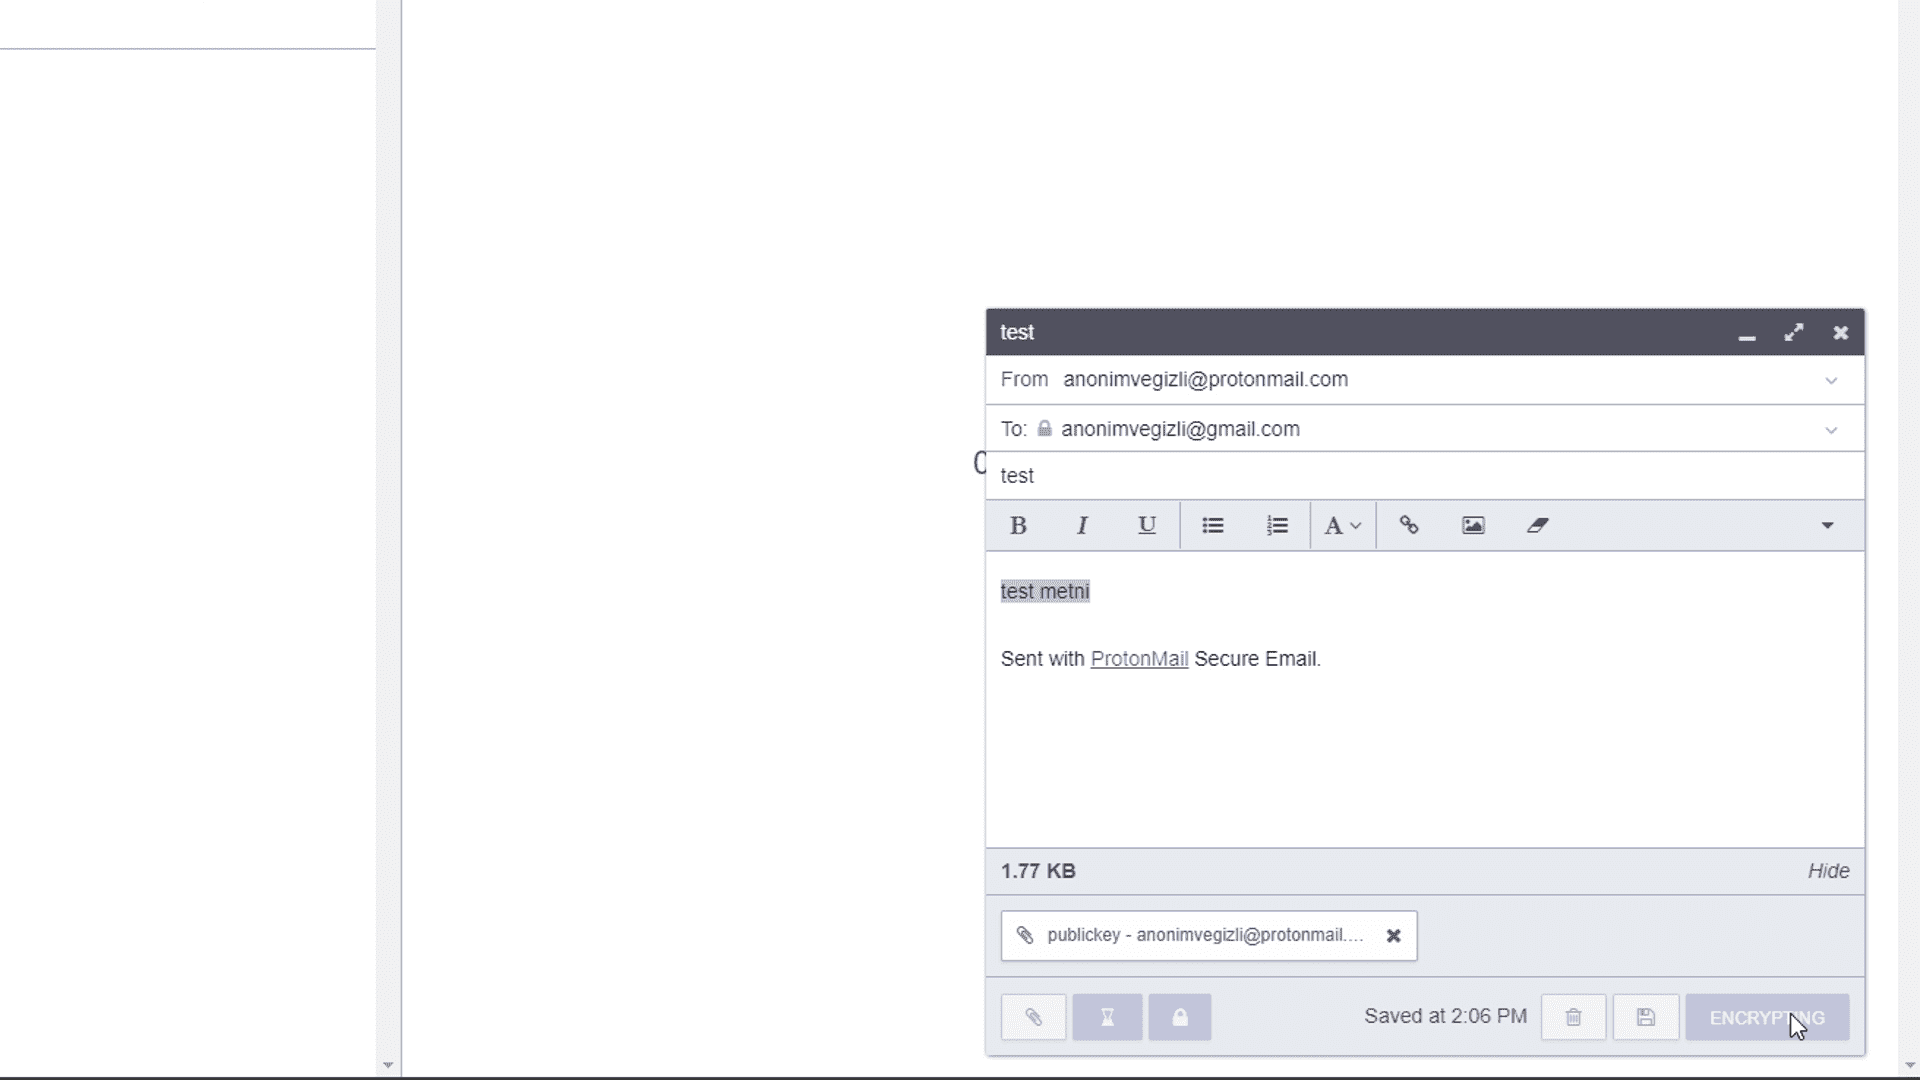 test
From anonimvegizli@protonmail.com
To: anonimvegizli@gmail.com
test
B I U A
test metni
Sent with ProtonMail Secure Email.
1.77 KB Hide
publickey - anonimvegizli@protonmail....
Saved at 2:06 PM ENCRYPTING